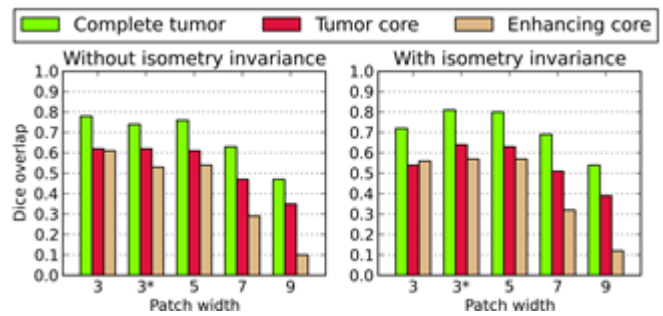 Complete tumor Tumor core Enhancing core
Without isometry invariance
Dice overlap
1.0
0.9
0.8
0.7
0.6
0.5
0.4
0.3
0.2
0.1
0.0
3 3* 5 7 9
Patch width
With isometry invariance
1.0
0.9
0.8
0.7
0.6
0.5
0.4
0.3
0.2
0.1
0.0
3 3* 5 7 9
Patch width